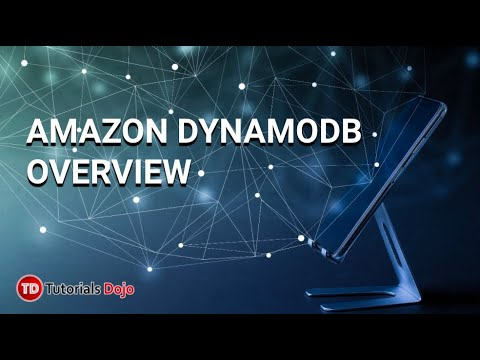 AMAZON DYNAMODB
OVERVIEW
TD Tutorials Dojo